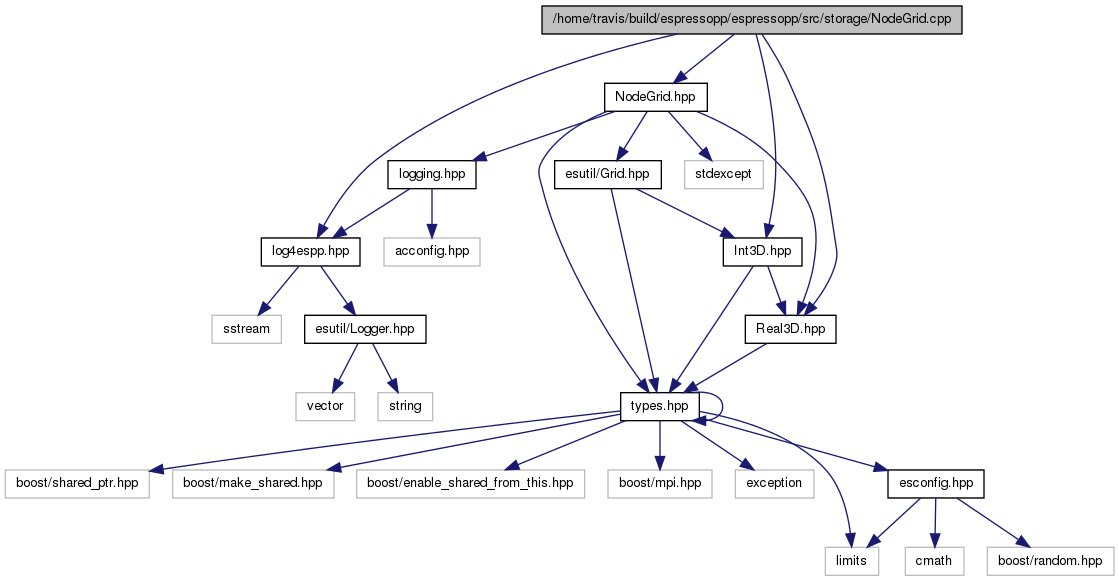 /home/travis/build/espressopp/espressopp/src/storage/NodeGrid.cpp
NodeGrid.hpp
logging.hpp
esutil/Grid.hpp
stdexcept
log4espp.hpp
acconfig.hpp
Int3D.hpp
sstream
esutil/Logger.hpp
Real3D.hpp
vector
string
types.hpp
boost/shared_ptr.hpp
boost/make_shared.hpp
boost/enable_shared_from_this.hpp
boost/mpi.hpp
exception
esconfig.hpp
limits
cmath
boost/random.hpp